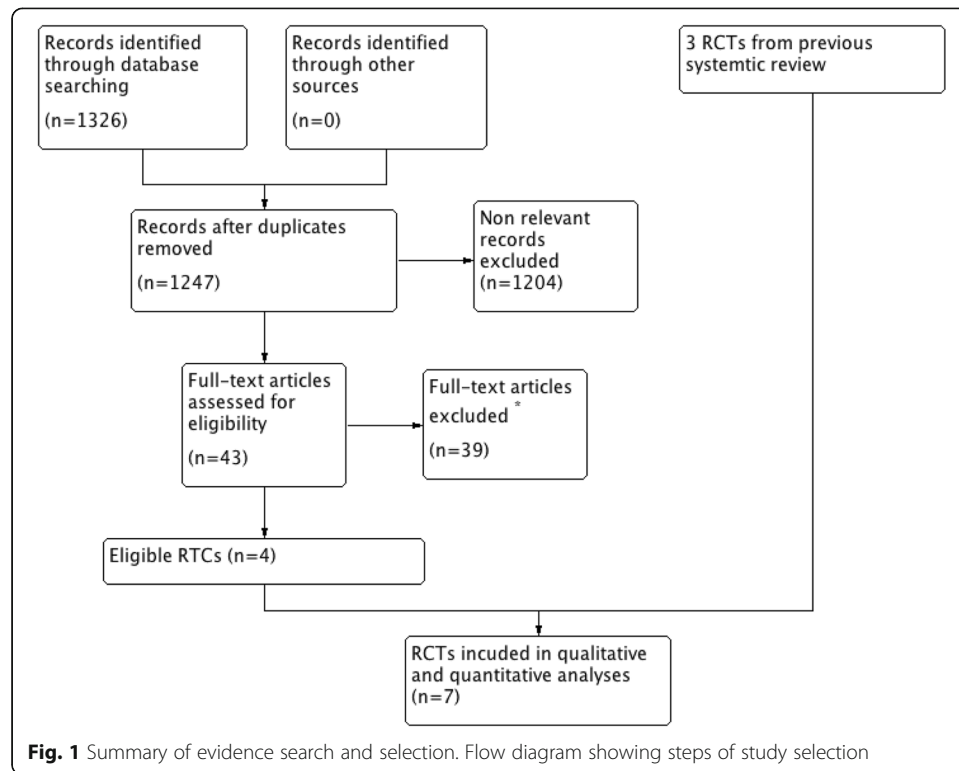 Records identified
through database
searching
(n=1326)
Records identified
through other
sources
(n=0)
3 RCTs from previous
systemtic review
Records after duplicates
removed
(n=1247)
Non relevant
records
excluded
(n=1204)
Full-text articles
assessed for
eligibility
(n=43)
Full-text articles
excluded *
(n=39)
Eligible RTCs (n=4)
RCTs incuded in qualitative
and quantitative analyses
(n=7)
Fig. 1 Summary of evidence search and selection. Flow diagram showing steps of study selection